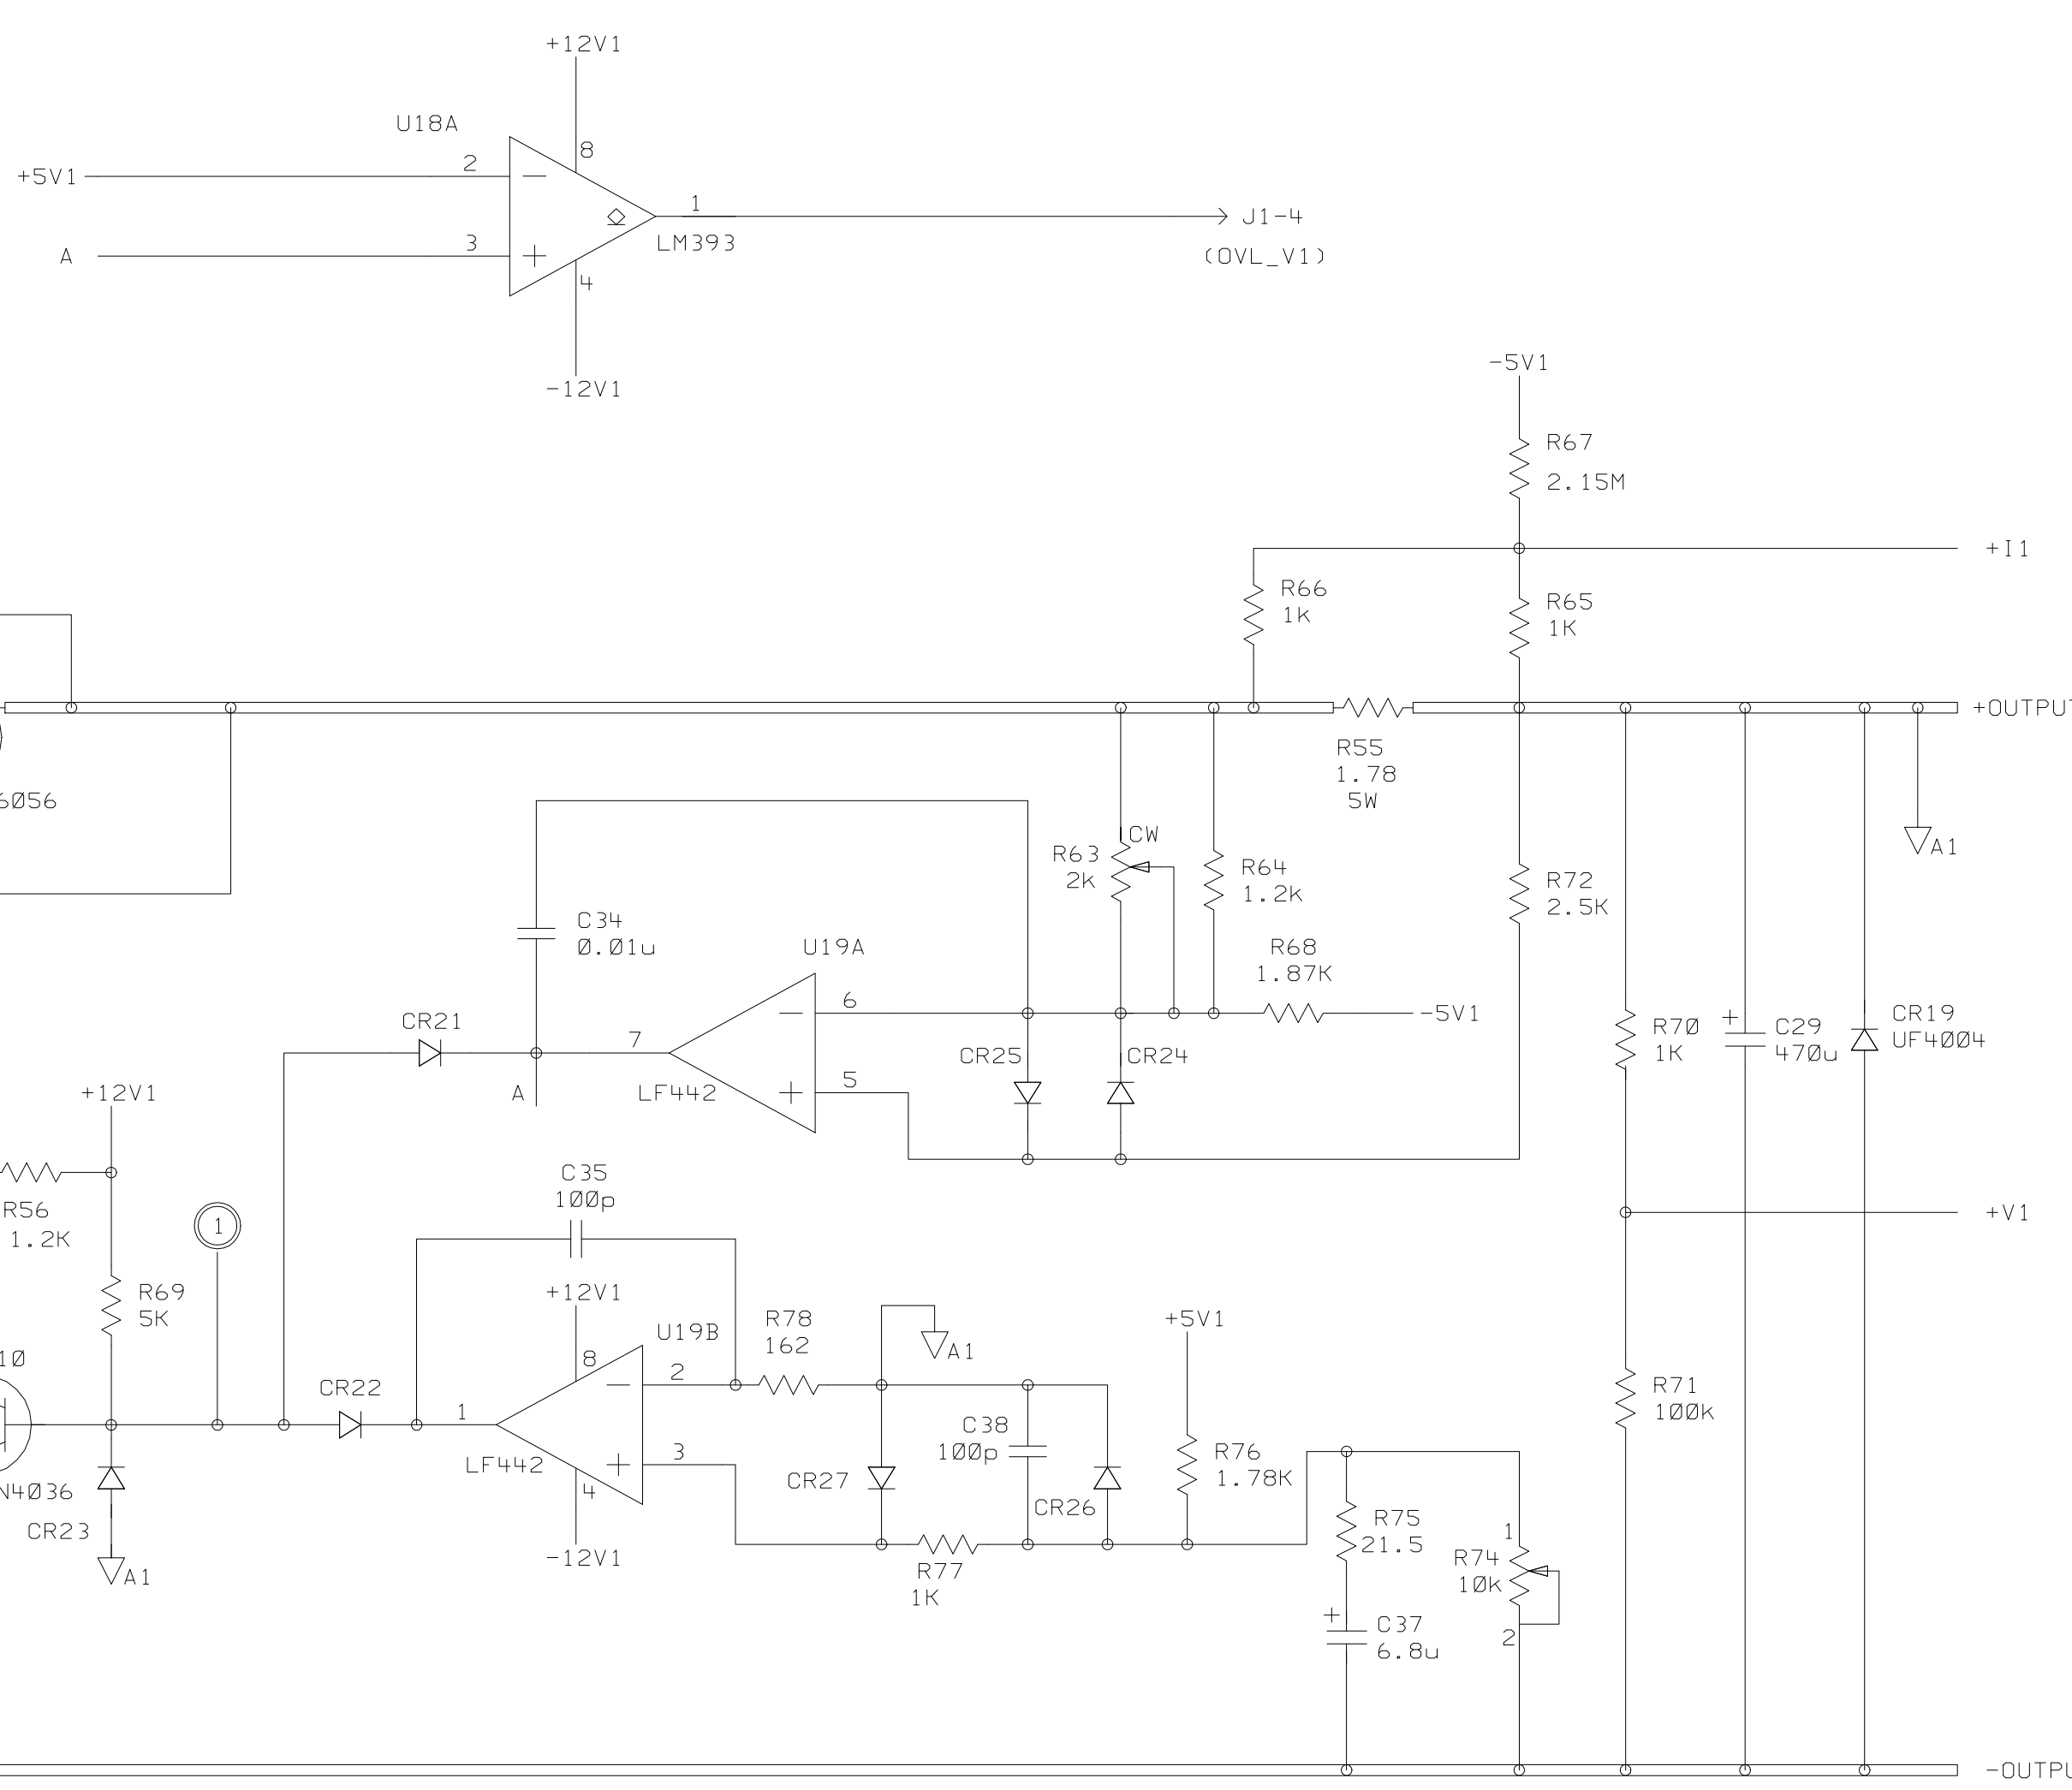 +12V1
U18A
8
2
+5V1
1
J1-4
3
LM393
A
(OVL_V1)
4
-12V1
-5V1
R67
2.15M
+I1
R66
1k
R65
1K
+OUTPUT
R55
1.78
5W
6Ø56
CW
R63
2k
A1
R64
1.2k
R72
2.5K
C34
Ø.Ø1u
U19A
R68
1.87K
6
-5V1
CR21
7
CR25
CR24
R7Ø
1K
C29
47Øu
CR19
UF4ØØ4
+
A
LF442
5
+12V1
C35
1ØØp
R56
1.2K
1
+V1
R69
5K
+12V1
U19B
R78
162
+5V1
8
A1
1Ø
2
CR22
1
R71
1ØØk
C38
1ØØp
3
R76
1.78K
LF442
CR27
N4Ø36
4
CR26
CR23
R75
21.5
1
-12V1
R74
1Øk
A1
R77
1K
+
C37
6.8u
2
-OUTPU